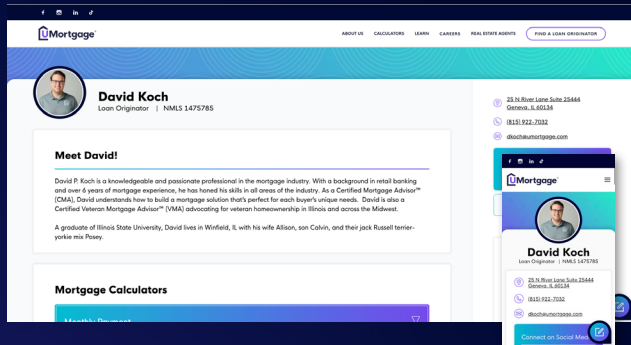 UMortgage
ABOUT US CALCULATORS LEARN CAREERS REAL ESTATE AGENTS FIND A LOAN ORIGINATOR
David Koch
Loan Originator | NMLS 1475785
25 N River Lane Suite 25444
Geneva, IL 60134
(815) 922-7032
dkoch@umortgage.com
Meet David!
David P. Koch is a knowledgeable and passionate professional in the mortgage industry. With a background in retail banking
and over 6 years of mortgage experience, he has honed his skills in all areas of the industry. As a Certified Mortgage Advisor™
(CMA), David understands how to build a mortgage solution that's perfect for each buyer's unique needs. David is also a
Certified Veteran Mortgage Advisor™ (VMA) advocating for veteran homeownership in Illinois and across the Midwest.
A graduate of Illinois State University, David lives in Winfield, IL with his wife Allison, son Calvin, and their jack Russell terrier-
yorkie mix Posey.
Mortgage Calculators
Monthly Payment
UMortgage
David Koch
Loan Originator | NMLS 1475785
25 N River Lane Suite 25444
Geneva, IL 60134
(815) 922-7032
dkoch@umortgage.com
Connect on Social Med